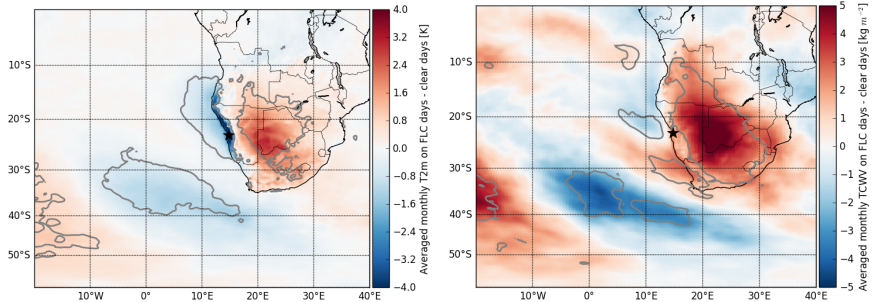 10°S
20°S
30°S
40°S
50°S
10°W
0°
10°E
20°E
30°E
40°E
4.0
3.2
2.4
1.6
0.8
0.0
−0.8
−1.6
−2.4
−3.2
−4.0
Averaged monthly T2m on FLC days - clear days [K]
10°S
20°S
30°S
40°S
50°S
10°W
0°
10°E
20°E
30°E
40°E
5
4
3
2
1
0
−1
−2
−3
−4
−5
Averaged monthly TCWV on FLC days - clear days [kg m⁻²]